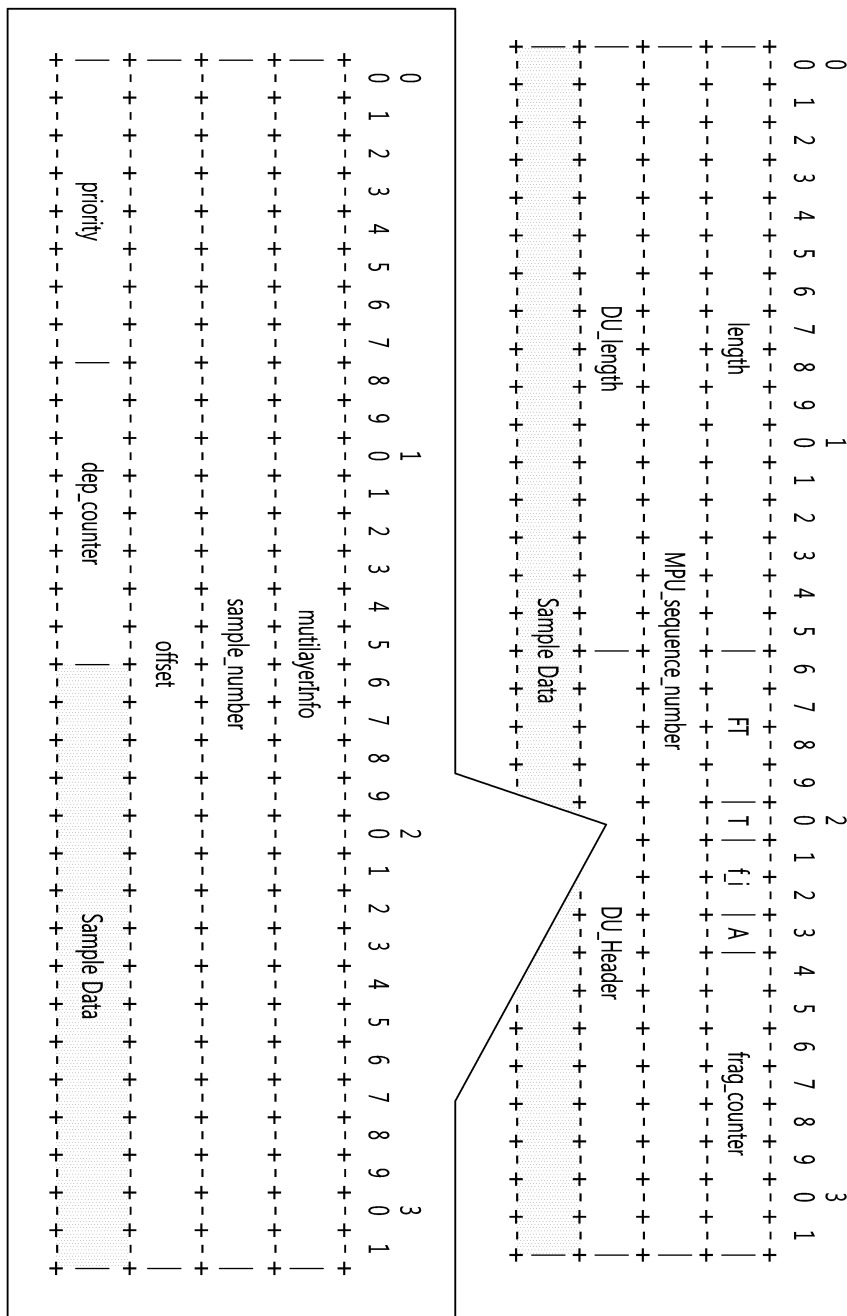 0 1 2 3
0 1 2 3 4 5 6 7 8 9 0 1 2 3 4 5 6 7 8 9 0 1 2 3 4 5 6 7 8 9 0 1
+-+-+-+-+-+-+-+-+-+-+-+-+-+-+-+-+-+-+-+-+-+-+-+-+-+-+-+-+-+-+-+-+
| length | FT |T| f_i |A| frag_counter |
+-+-+-+-+-+-+-+-+-+-+-+-+-+-+-+-+-+-+-+-+-+-+-+-+-+-+-+-+-+-+-+-+
| MPU_sequence_number |
+-+-+-+-+-+-+-+-+-+-+-+-+-+-+-+-+-+-+-+-+-+-+-+-+-+-+-+-+-+-+-+-+
| DU_length | DU_Header |
+-+-+-+-+-+-+-+-+-+-+-+-+-+-+-+-+-+-+-+-+ +-+-+-+-+-+-+-+-+-+
| Sample Data |
+-+-+-+-+-+-+-+-+-+-+-+-+-+-+-+-+-+-+-+ +-+-+-+-+-+-+
0 1 2 3
0 1 2 3 4 5 6 7 8 9 0 1 2 3 4 5 6 7 8 9 0 1 2 3 4 5 6 7 8 9 0 1
+-+-+-+-+-+-+-+-+-+-+-+-+-+-+-+-+-+-+-+-+-+-+-+-+-+-+-+-+-+-+-+-+
| mutilayerInfo |
+-+-+-+-+-+-+-+-+-+-+-+-+-+-+-+-+-+-+-+-+-+-+-+-+-+-+-+-+-+-+-+-+
| sample_number |
+-+-+-+-+-+-+-+-+-+-+-+-+-+-+-+-+-+-+-+-+-+-+-+-+-+-+-+-+-+-+-+-+
| offset |
+-+-+-+-+-+-+-+-+-+-+-+-+-+-+-+-+-+-+-+-+-+-+-+-+-+-+-+-+-+-+-+-+
| priority | dep_counter | Sample Data |
+-+-+-+-+-+-+-+-+-+-+-+-+-+-+-+-+-+-+-+-+-+-+-+-+-+-+-+-+-+-+-+-+